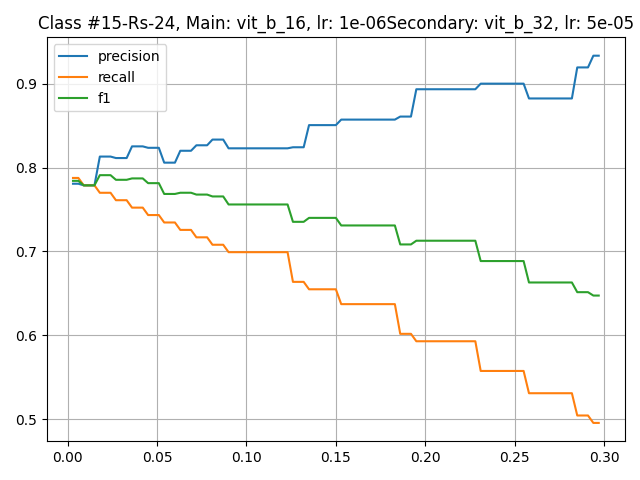 Class #15-Rs-24, Main: vit_b_16, lr: 1e-06Secondary: vit_b_32, lr: 5e-05
precision
recall
f1
0.9
0.8
0.7
0.6
0.5
0.00 0.05 0.10 0.15 0.20 0.25 0.30